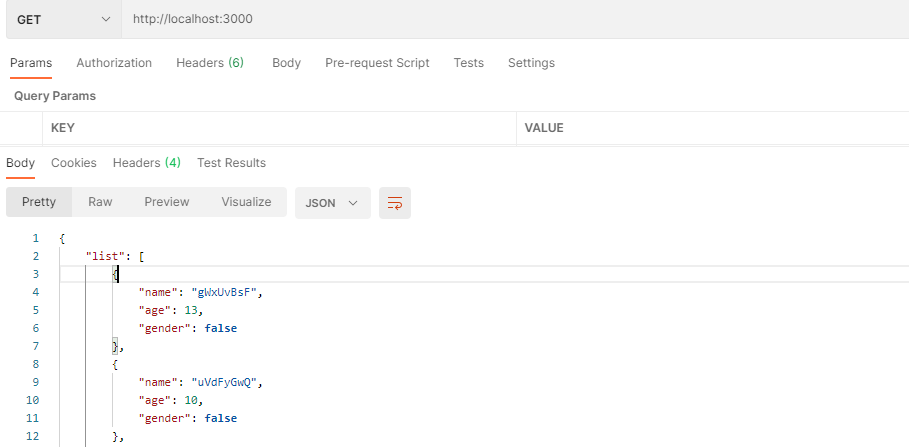 GET http://localhost:3000
Params Authorization Headers (6) Body Pre-request Script Tests Settings
Query Params
KEY VALUE
Body Cookies Headers (4) Test Results
Pretty Raw Preview Visualize JSON
1 {
2 "list": [
3 {
4 "name": "gWxUvBsF",
5 "age": 13,
6 "gender": false
7 },
8 {
9 "name": "uVdFyGwQ",
10 "age": 10,
11 "gender": false
12 },